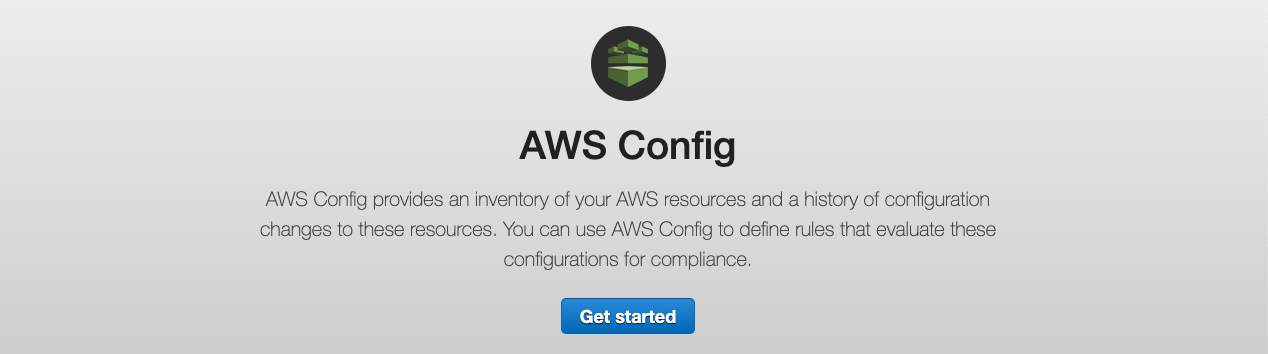 AWS Config
AWS Config provides an inventory of your AWS resources and a history of configuration
changes to these resources. You can use AWS Config to define rules that evaluate these
configurations for compliance.
Get started